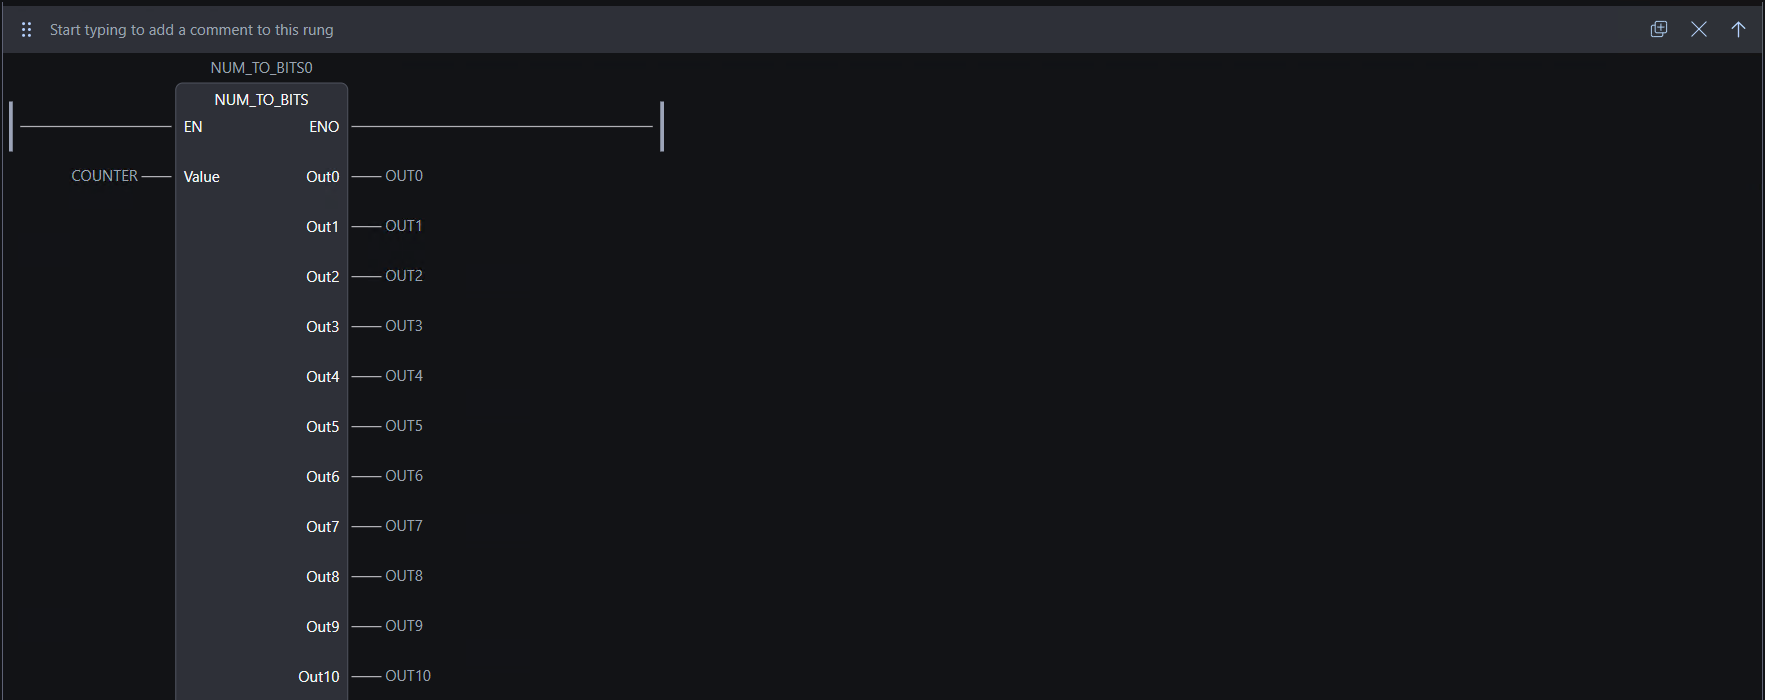 Start typing to add a comment to this rung
NUM_TO_BITS0
NUM_TO_BITS
EN ENO
COUNTER Value Out0 OUT0
Out1 OUT1
Out2 OUT2
Out3 OUT3
Out4 OUT4
Out5 OUT5
Out6 OUT6
Out7 OUT7
Out8 OUT8
Out9 OUT9
Out10 OUT10